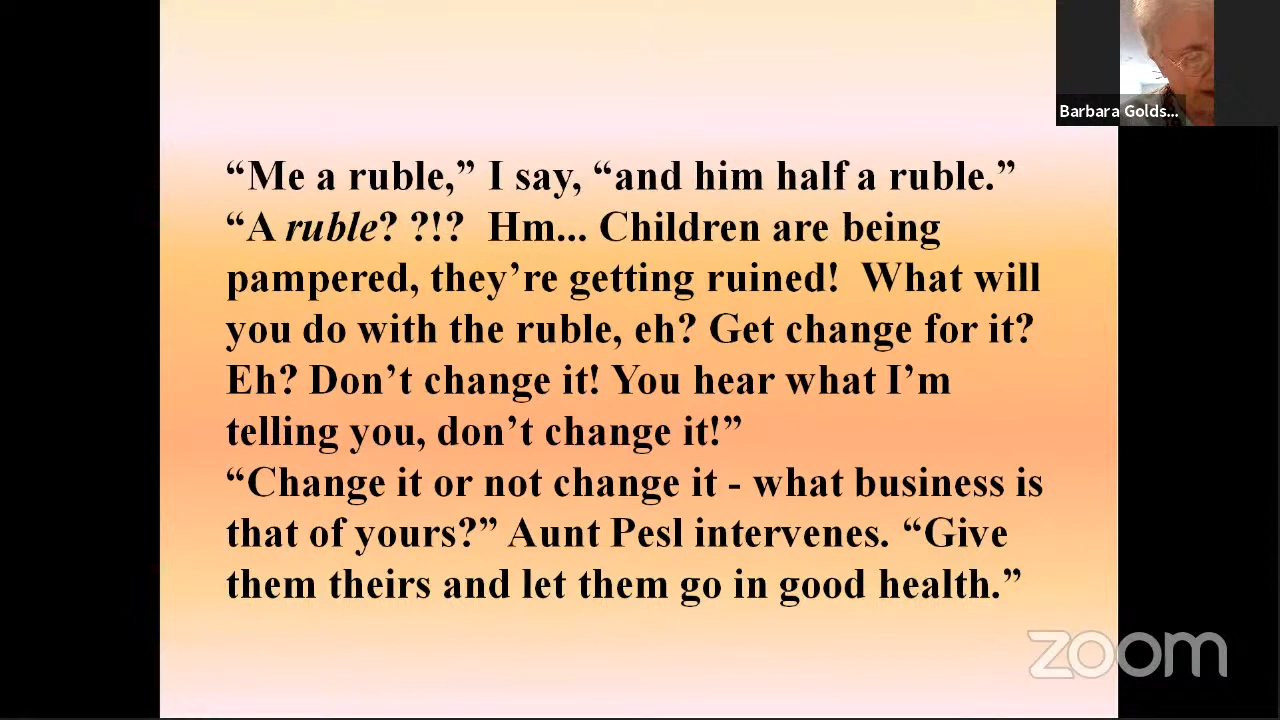 Barbara Golds...
“Me a ruble,” I say, “and him half a ruble.”
“A ruble? ?!?  Hm... Children are being
pampered, they’re getting ruined!  What will
you do with the ruble, eh? Get change for it?
Eh? Don’t change it! You hear what I’m
telling you, don’t change it!”
“Change it or not change it - what business is
that of yours?” Aunt Pesl intervenes. “Give
them theirs and let them go in good health.”
zoom